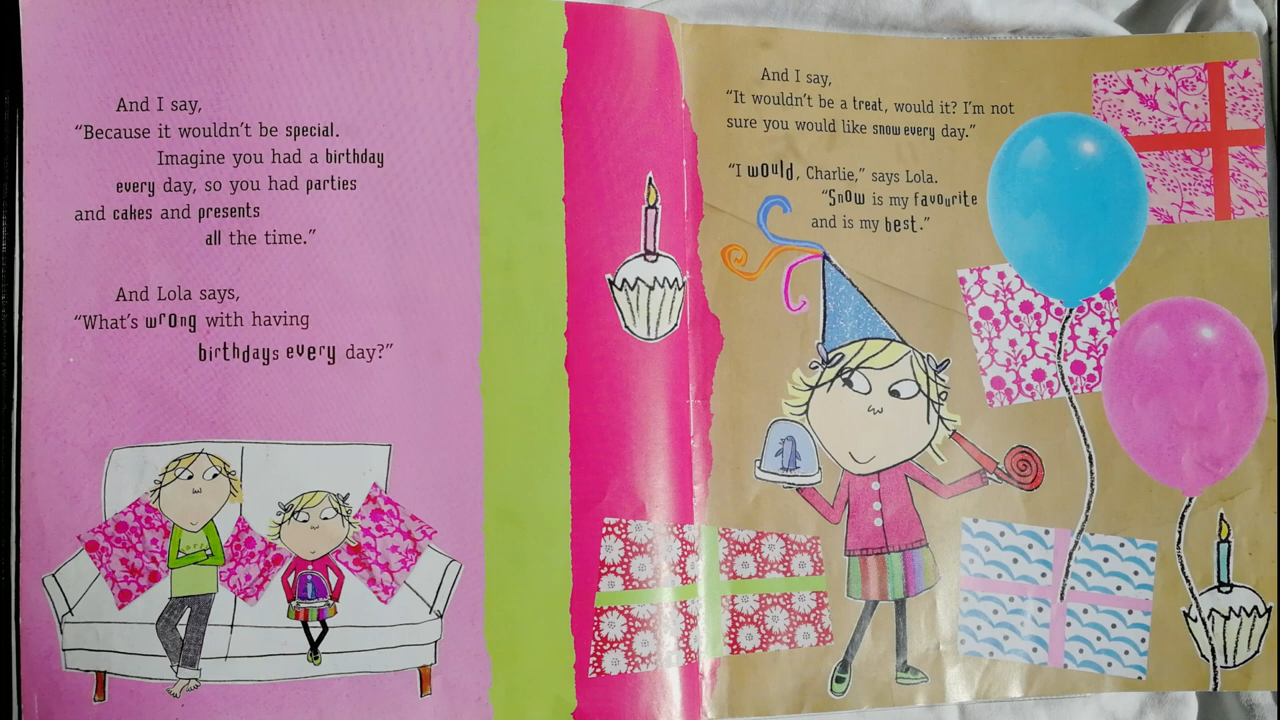 And I say,
“Because it wouldn’t be special.
Imagine you had a birthday
every day, so you had parties
and cakes and presents
all the time.”
And Lola says,
“What’s wrong with having
birthdays every day?”
And I say,
“It wouldn’t be a treat, would it? I’m not
sure you would like snow every day.”
“I would, Charlie,” says Lola.
“Snow is my favourite
and is my best.”